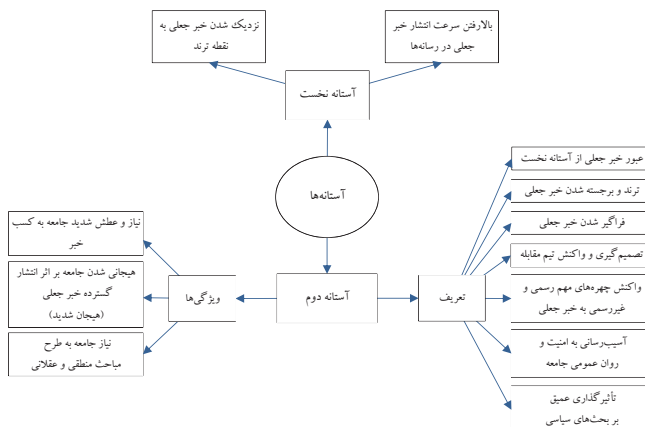 نزدیک شدن خبر جعلی به
نقطه ترند
بالارفتن سرعت انتشار خبر
جعلی در رسانه‌ها
آستانه نخست
آستانه‌ها
عبور خبر جعلی از آستانه نخست
ترند و برجسته شدن خبر جعلی
فراگیر شدن خبر جعلی
تصمیم‌گیری و واکنش تیم مقابله
واکنش چهره‌های مهم رسمی و
غیررسمی به خبر جعلی
آسیب‌رسانی به امنیت و
روان عمومی جامعه
تأثیرگذاری عمیق
بر بحث‌های سیاسی
تعریف
آستانه دوم
ویژگی‌ها
نیاز و عطش شدید جامعه به کسب
خبر
هیجانی شدن جامعه بر اثر انتشار
گسترده خبر جعلی
(هیجان شدید)
نیاز جامعه به طرح
مباحث منطقی و عقلانی